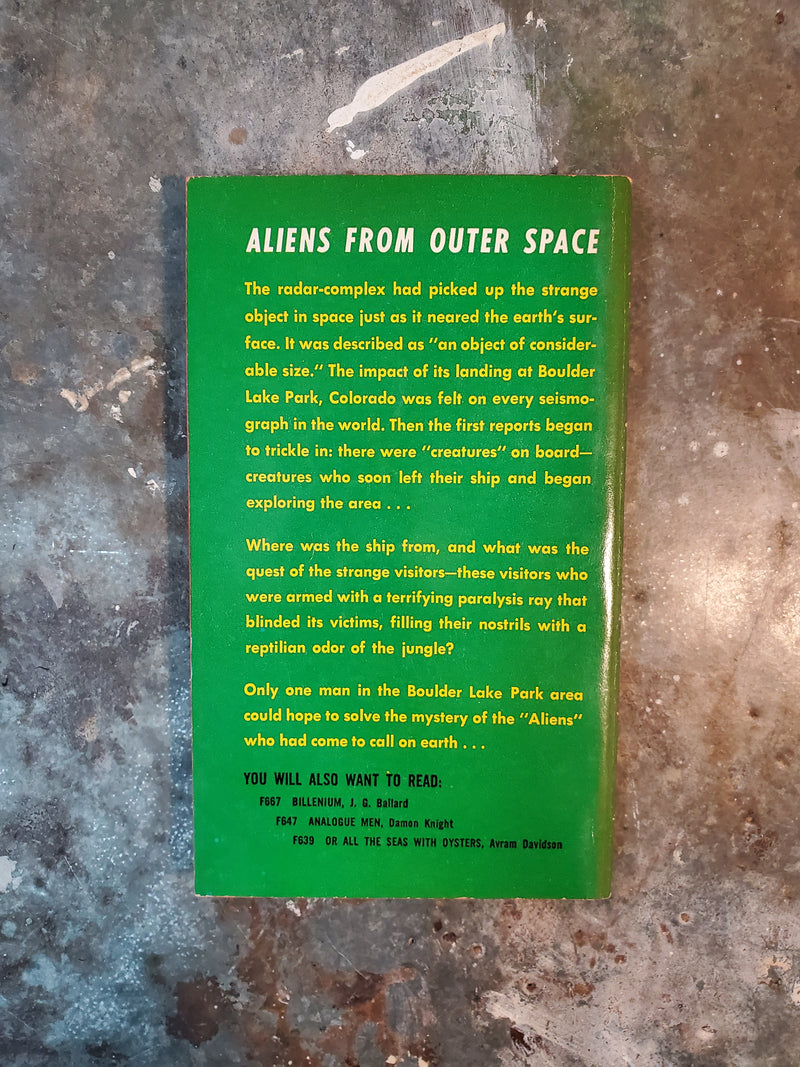 ALIENS FROM OUTER SPACE
The radar-complex had picked up the strange
object in space just as it neared the earth's sur-
face. It was described as "an object of consider-
able size." The impact of its landing at Boulder
Lake Park, Colorado was felt on every seismo-
graph in the world. Then the first reports began
to trickle in: there were "creatures" on board—
creatures who soon left their ship and began
exploring the area . . .
Where was the ship from, and what was the
quest of the strange visitors—these visitors who
were armed with a terrifying paralysis ray that
blinded its victims, filling their nostrils with a
reptilian odor of the jungle?
Only one man in the Boulder Lake Park area
could hope to solve the mystery of the "Aliens"
who had come to call on earth . . .
YOU WILL ALSO WANT TO READ:
F667 BILLENIUM, J. G. Ballard
F647 ANALOGUE MEN, Damon Knight
F639 OR ALL THE SEAS WITH OYSTERS, Avram Davidson